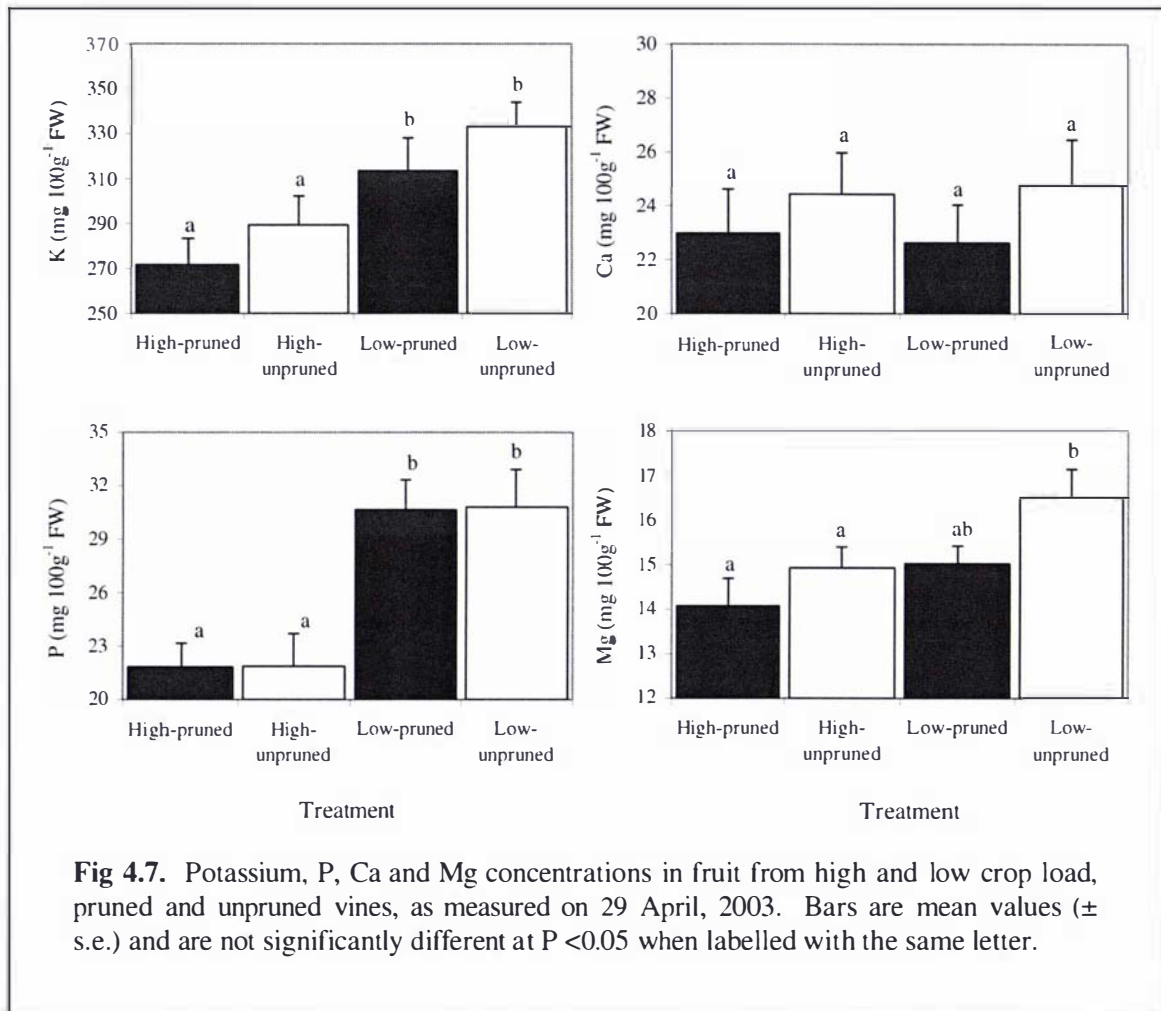 370
350
330
310
290
270
250
K (mg 100g⁻¹ FW)
a
a
b
b
High-pruned
High-
unpruned
Low-pruned
Low-
unpruned
30
28
26
24
22
20
Ca (mg 100g⁻¹ FW)
a
a
a
a
High-pruned
High-
unpruned
Low-pruned
Low-
unpruned
35
32
29
26
23
20
P (mg 100g⁻¹ FW)
a
a
b
b
High-pruned
High-
unpruned
Low-pruned
Low-
unpruned
Treatment
18
17
16
15
14
13
12
Mg (mg 100g⁻¹ FW)
a
a
ab
b
High-pruned
High-
unpruned
Low-pruned
Low-
unpruned
Treatment
Fig 4.7. Potassium, P, Ca and Mg concentrations in fruit from high and low crop load,
pruned and unpruned vines, as measured on 29 April, 2003. Bars are mean values (±
s.e.) and are not significantly different at P <0.05 when labelled with the same letter.